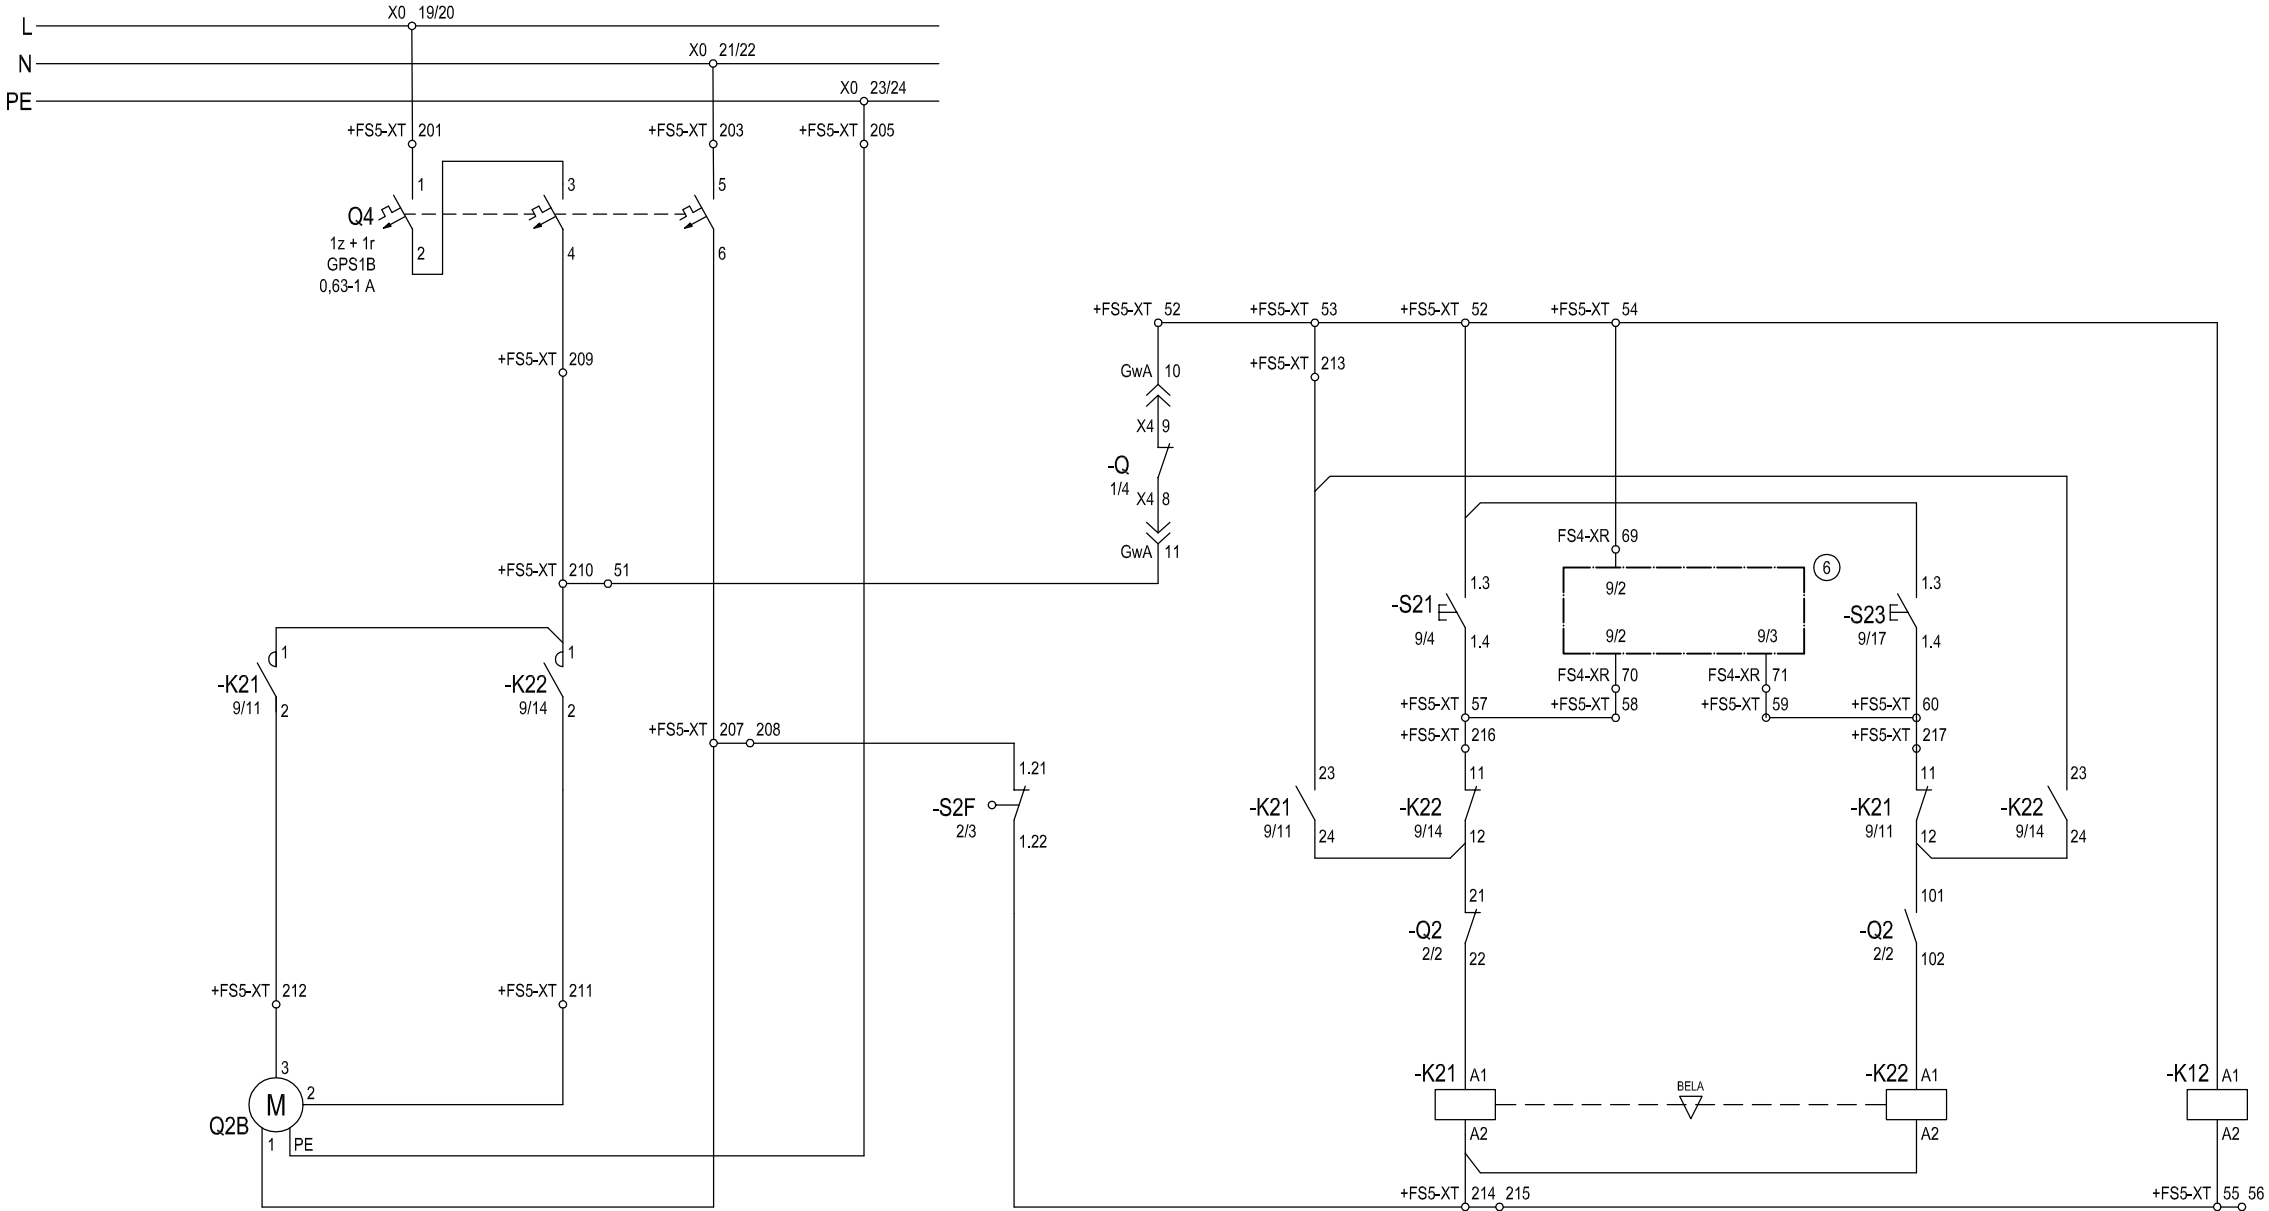 X0 19/20
L
X0 21/22
N
X0 23/24
PE
+FS5-XT 201
+FS5-XT 203
+FS5-XT 205
1
3
5
Q4
1z + 1r
GPS1B
0,63-1 A
2
4
6
+FS5-XT 52
+FS5-XT 53
+FS5-XT 52
+FS5-XT 54
+FS5-XT 209
GwA 10
+FS5-XT 213
X4 9
-Q
1/4
X4 8
GwA 11
FS4-XR 69
+FS5-XT 210 51
6
9/2
9/2
9/3
1.3
-S21
9/4
1.4
1.3
-S23
9/17
1.4
1
-K21
9/11
2
1
-K22
9/14
2
FS4-XR 70
FS4-XR 71
+FS5-XT 57
+FS5-XT 58
+FS5-XT 59
+FS5-XT 60
+FS5-XT 207 208
+FS5-XT 216
+FS5-XT 217
1.21
-S2F
2/3
1.22
23
-K21
9/11
24
11
-K22
9/14
12
11
-K21
9/11
12
23
-K22
9/14
24
21
-Q2
2/2
22
101
-Q2
2/2
102
+FS5-XT 212
+FS5-XT 211
3
M
2
Q2B
1
PE
-K21 A1
A2
BELA
-K22 A1
A2
-K12 A1
A2
+FS5-XT 214 215
+FS5-XT 55 56